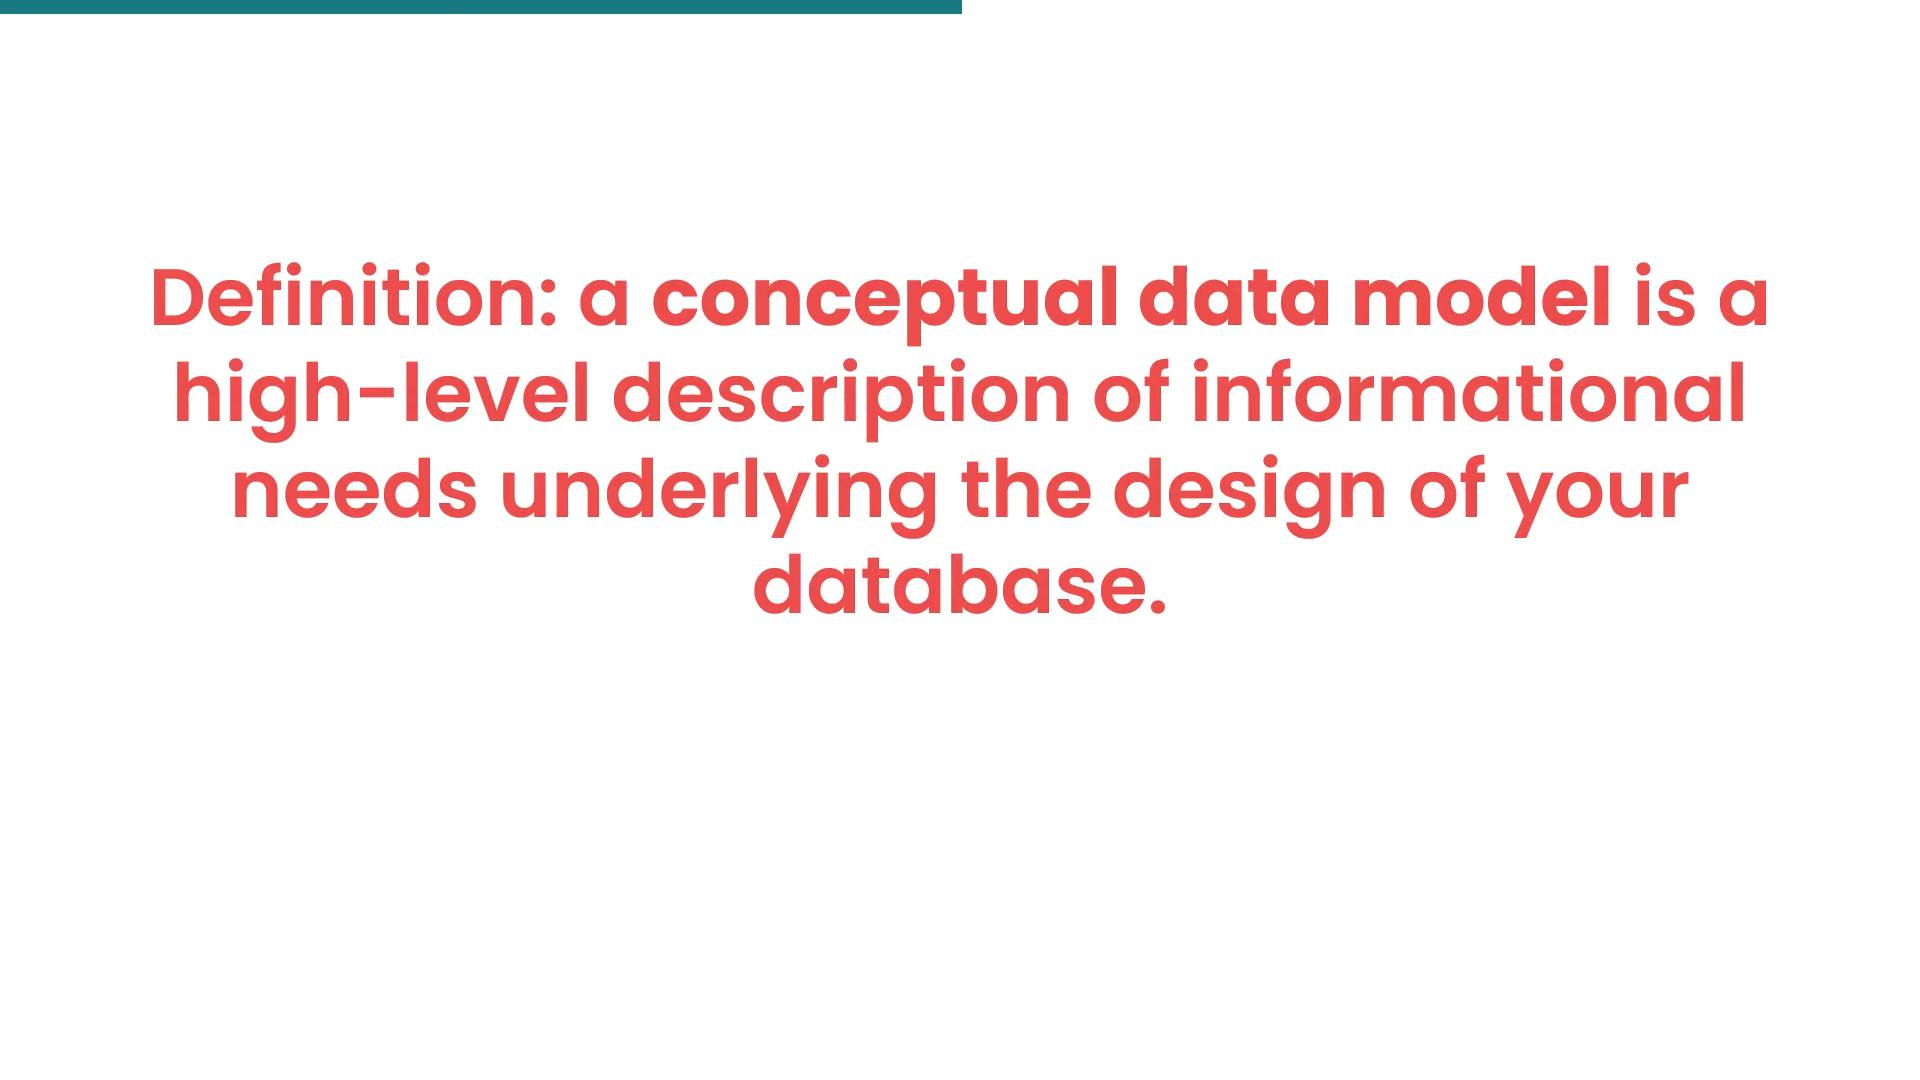 Definition: a conceptual data model is a
high-level description of informational
needs underlying the design of your
database.